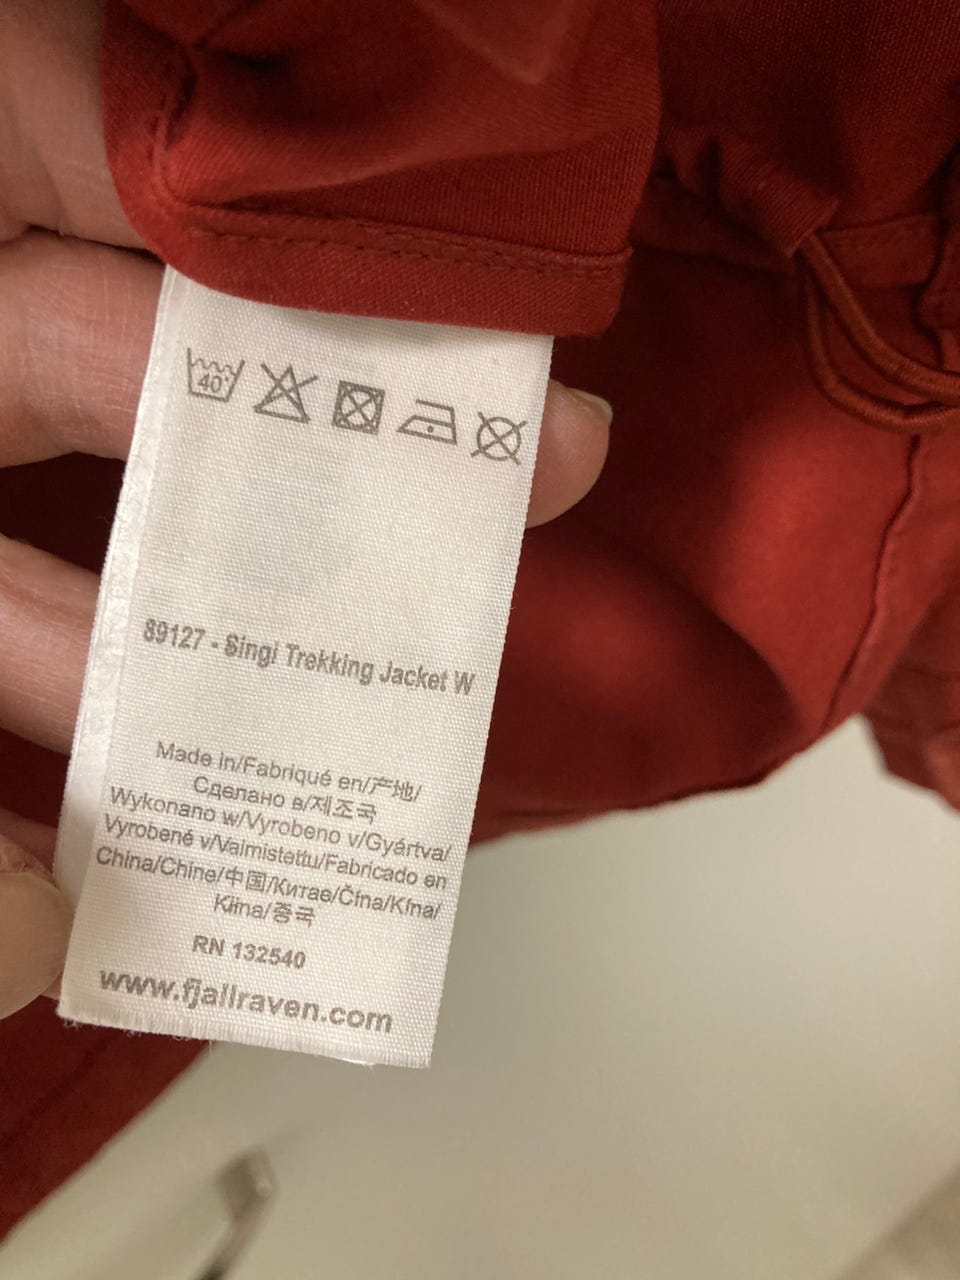 40°
89127 - Singi Trekking Jacket W
Made in/Fabriqué en/产地/
Сделано в/제조국
Wykonano w/Vyrobeno v/Gyártva/
Vyrobené v/Valmistettu/Fabricado en
China/Chine/中国/Китае/Čína/Kína/
Kiina/중국
RN 132540
www.fjallraven.com